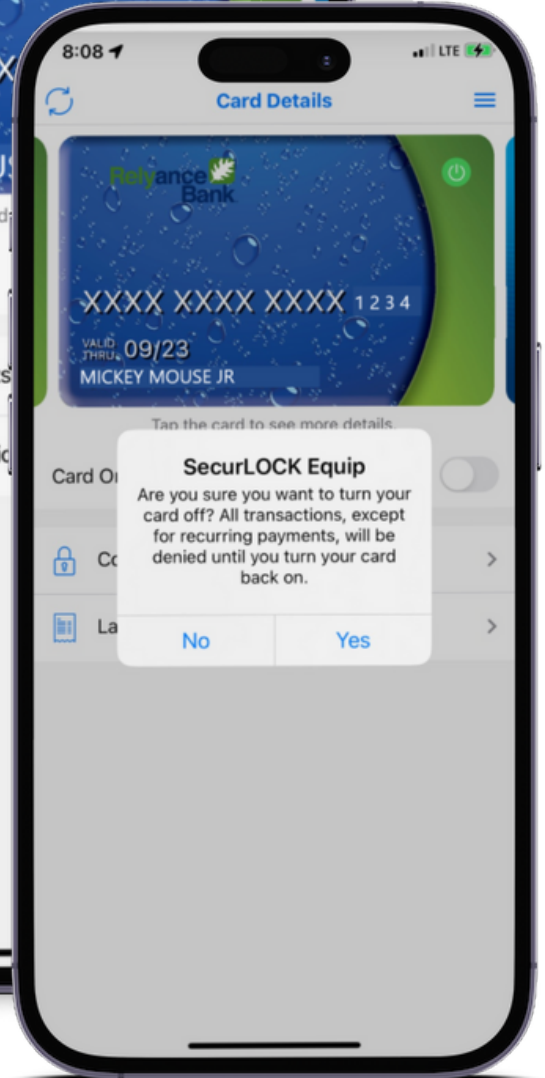 8:08
LTE
Card Details
Relyance
Bank
XXXX XXXX XXXX 1234
VALID
THRU 09/23
MICKEY MOUSE JR
Tap the card to see more details.
Card
SecurLOCK Equip
Are you sure you want to turn your
card off? All transactions, except
for recurring payments, will be
denied until you turn your card
back on.
No
Yes